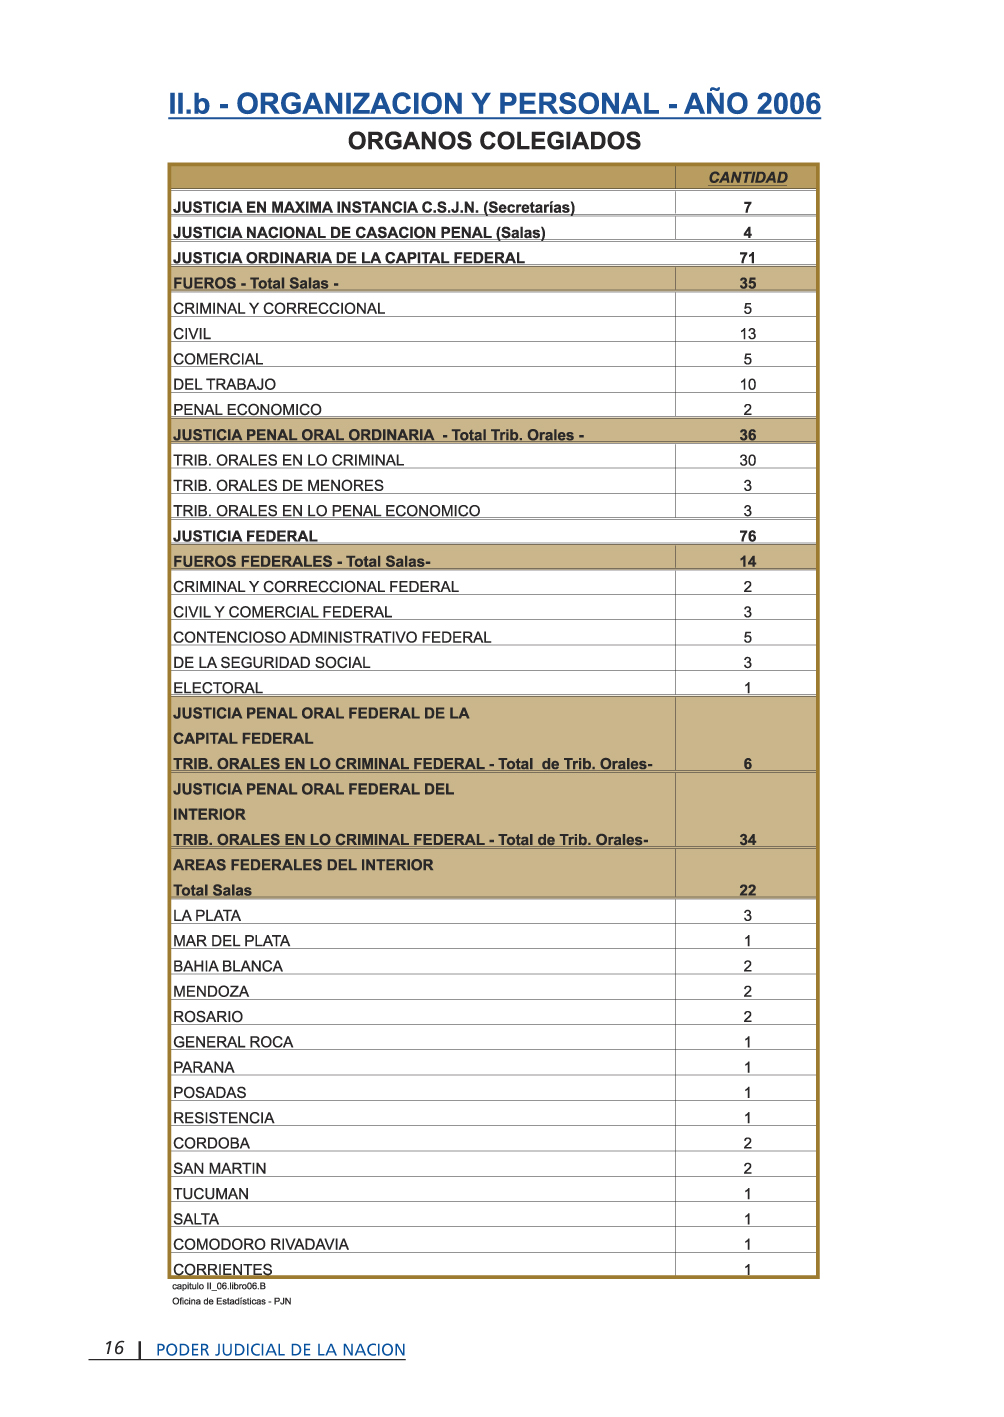 II.b - ORGANIZACION Y PERSONAL - AÑO 2006
ORGANOS COLEGIADOS
CANTIDAD
JUSTICIA EN MAXIMA INSTANCIA C.S.J.N. (Secretarías) 7
JUSTICIA NACIONAL DE CASACION PENAL (Salas) 4
JUSTICIA ORDINARIA DE LA CAPITAL FEDERAL 71
FUEROS - Total Salas - 35
CRIMINAL Y CORRECCIONAL 5
CIVIL 13
COMERCIAL 5
DEL TRABAJO 10
PENAL ECONOMICO 2
JUSTICIA PENAL ORAL ORDINARIA - Total Trib. Orales - 36
TRIB. ORALES EN LO CRIMINAL 30
TRIB. ORALES DE MENORES 3
TRIB. ORALES EN LO PENAL ECONOMICO 3
JUSTICIA FEDERAL 76
FUEROS FEDERALES - Total Salas- 14
CRIMINAL Y CORRECCIONAL FEDERAL 2
CIVIL Y COMERCIAL FEDERAL 3
CONTENCIOSO ADMINISTRATIVO FEDERAL 5
DE LA SEGURIDAD SOCIAL 3
ELECTORAL 1
JUSTICIA PENAL ORAL FEDERAL DE LA
CAPITAL FEDERAL
TRIB. ORALES EN LO CRIMINAL FEDERAL - Total de Trib. Orales- 6
JUSTICIA PENAL ORAL FEDERAL DEL
INTERIOR
TRIB. ORALES EN LO CRIMINAL FEDERAL - Total de Trib. Orales- 34
AREAS FEDERALES DEL INTERIOR
Total Salas 22
LA PLATA 3
MAR DEL PLATA 1
BAHIA BLANCA 2
MENDOZA 2
ROSARIO 2
GENERAL ROCA 1
PARANA 1
POSADAS 1
RESISTENCIA 1
CORDOBA 2
SAN MARTIN 2
TUCUMAN 1
SALTA 1
COMODORO RIVADAVIA 1
CORRIENTES 1
capitulo II_06.libro06.B
Oficina de Estadísticas - PJN
16 | PODER JUDICIAL DE LA NACION